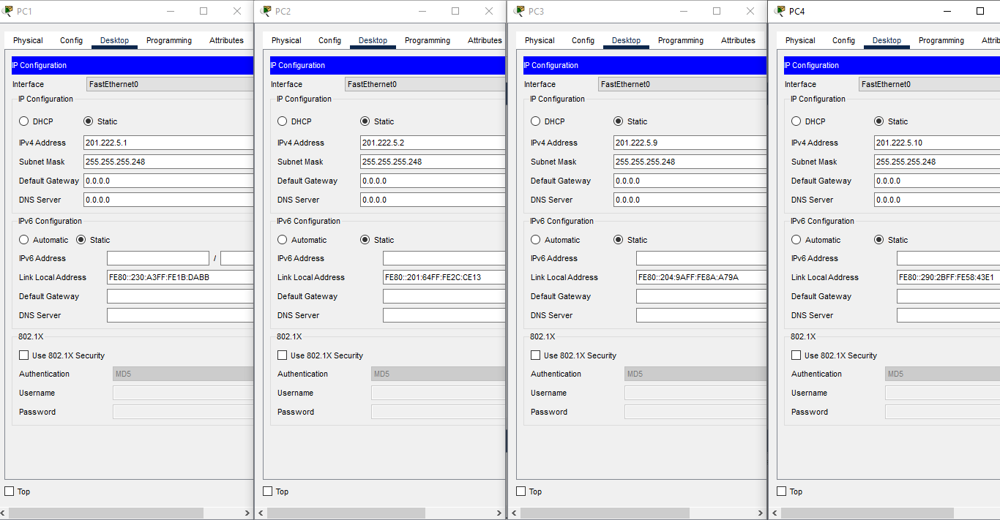 PC1
Physical Config Desktop Programming Attributes
IP Configuration
Interface FastEthernet0
IP Configuration
DHCP Static
IPv4 Address 201.222.5.1
Subnet Mask 255.255.255.248
Default Gateway 0.0.0.0
DNS Server 0.0.0.0
IPv6 Configuration
Automatic Static
IPv6 Address /
Link Local Address FE80::230:A3FF:FE1B:DABB
Default Gateway
DNS Server
802.1X
Use 802.1X Security
Authentication MD5
Username
Password
Top
PC2
Physical Config Desktop Programming Attributes
IP Configuration
Interface FastEthernet0
IP Configuration
DHCP Static
IPv4 Address 201.222.5.2
Subnet Mask 255.255.255.248
Default Gateway 0.0.0.0
DNS Server 0.0.0.0
IPv6 Configuration
Automatic Static
IPv6 Address
Link Local Address FE80::201:64FF:FE2C:CE13
Default Gateway
DNS Server
802.1X
Use 802.1X Security
Authentication MD5
Username
Password
Top
PC3
Physical Config Desktop Programming Attributes
IP Configuration
Interface FastEthernet0
IP Configuration
DHCP Static
IPv4 Address 201.222.5.9
Subnet Mask 255.255.255.248
Default Gateway 0.0.0.0
DNS Server 0.0.0.0
IPv6 Configuration
Automatic Static
IPv6 Address
Link Local Address FE80::204:9AFF:FE8A:A79A
Default Gateway
DNS Server
802.1X
Use 802.1X Security
Authentication MD5
Username
Password
Top
PC4
Physical Config Desktop Programming Attrib
IP Configuration
Interface FastEthernet0
IP Configuration
DHCP Static
IPv4 Address 201.222.5.10
Subnet Mask 255.255.255.248
Default Gateway 0.0.0.0
DNS Server 0.0.0.0
IPv6 Configuration
Automatic Static
IPv6 Address
Link Local Address FE80::290:2BFF:FE58:43E1
Default Gateway
DNS Server
802.1X
Use 802.1X Security
Authentication MD5
Username
Password
Top